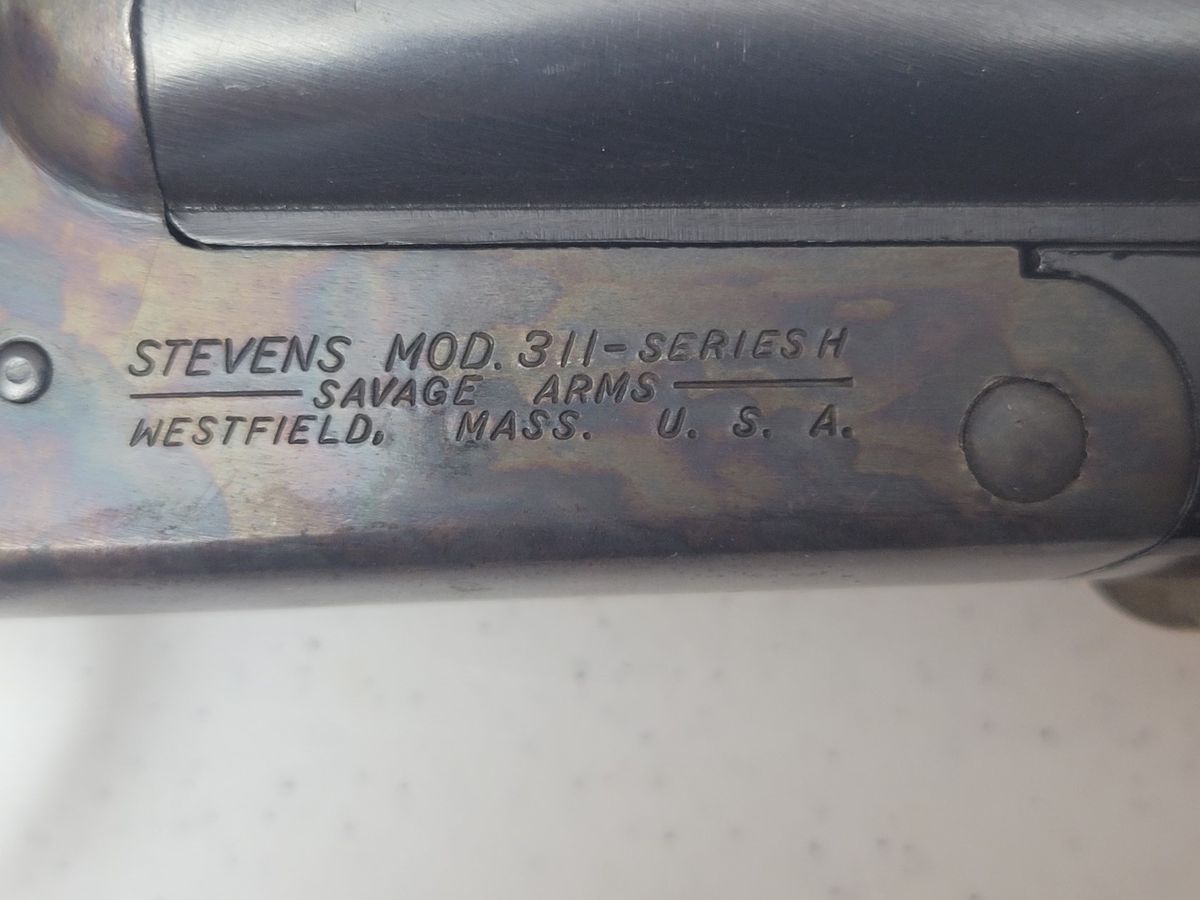 STEVENS MOD. 311-SERIES H
SAVAGE ARMS
WESTFIELD, MASS. U. S. A.